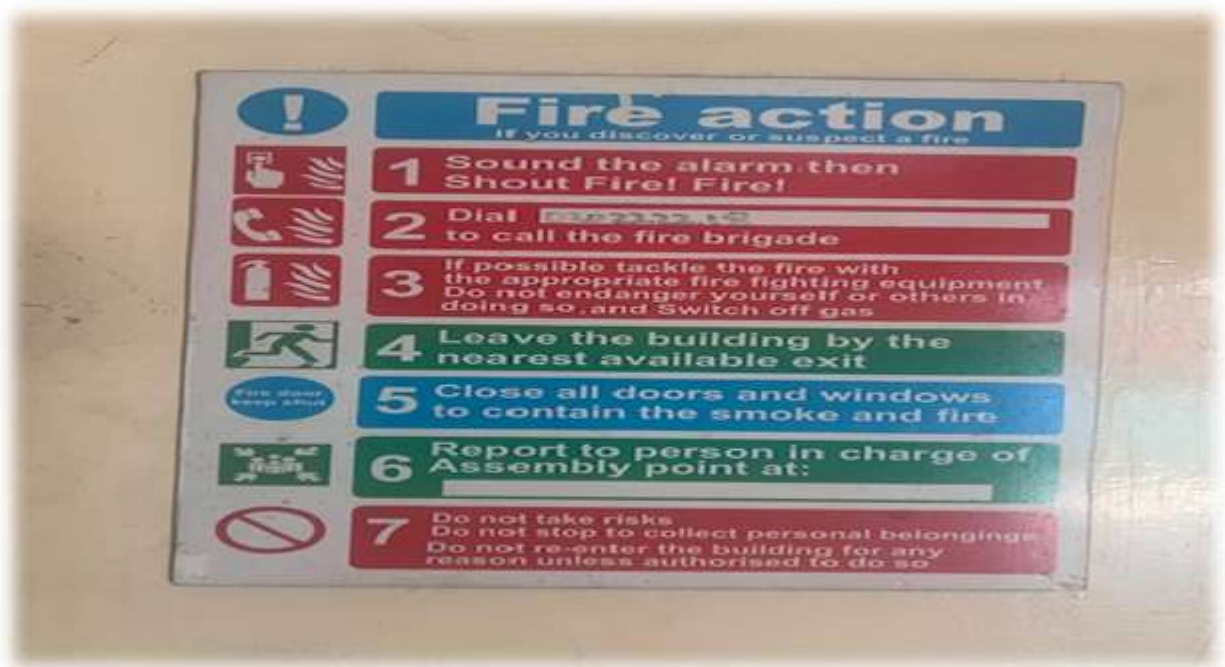 !
Fire action
If you discover or suspect a fire
1 Sound the alarm then
Shout Fire! Fire!
2 Dial
to call the fire brigade
3 If possible tackle the fire with
the appropriate fire fighting equipment
Do not endanger yourself or others in
doing so, and Switch off gas
4 Leave the building by the
nearest available exit
Fire door
keep shut
5 Close all doors and windows
to contain the smoke and fire
6 Report to person in charge of
Assembly point at:
7 Do not take risks
Do not stop to collect personal belongings
Do not re-enter the building for any
reason unless authorised to do so